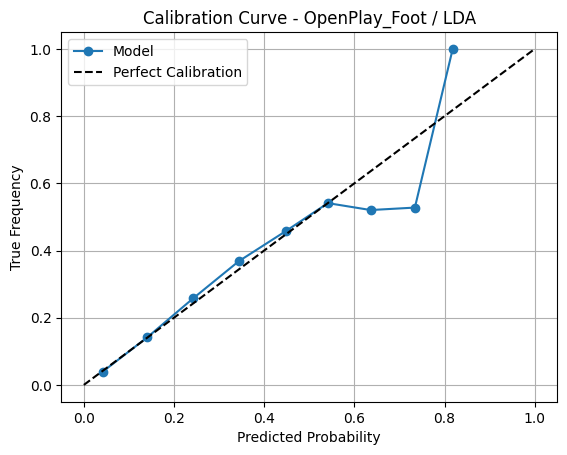 Calibration Curve - OpenPlay_Foot / LDA
Model
Perfect Calibration
True Frequency
1.0
0.8
0.6
0.4
0.2
0.0
0.0 0.2 0.4 0.6 0.8 1.0
Predicted Probability